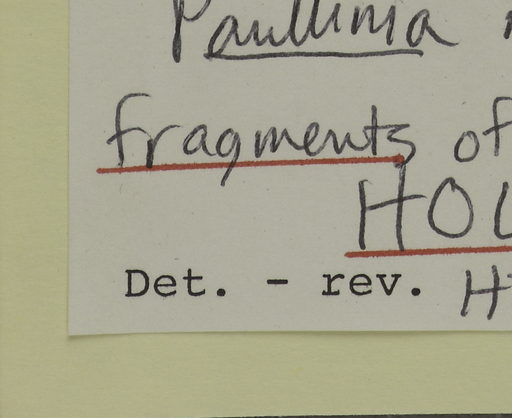 Paullinia
fragments of
HOL
Det. - rev. H